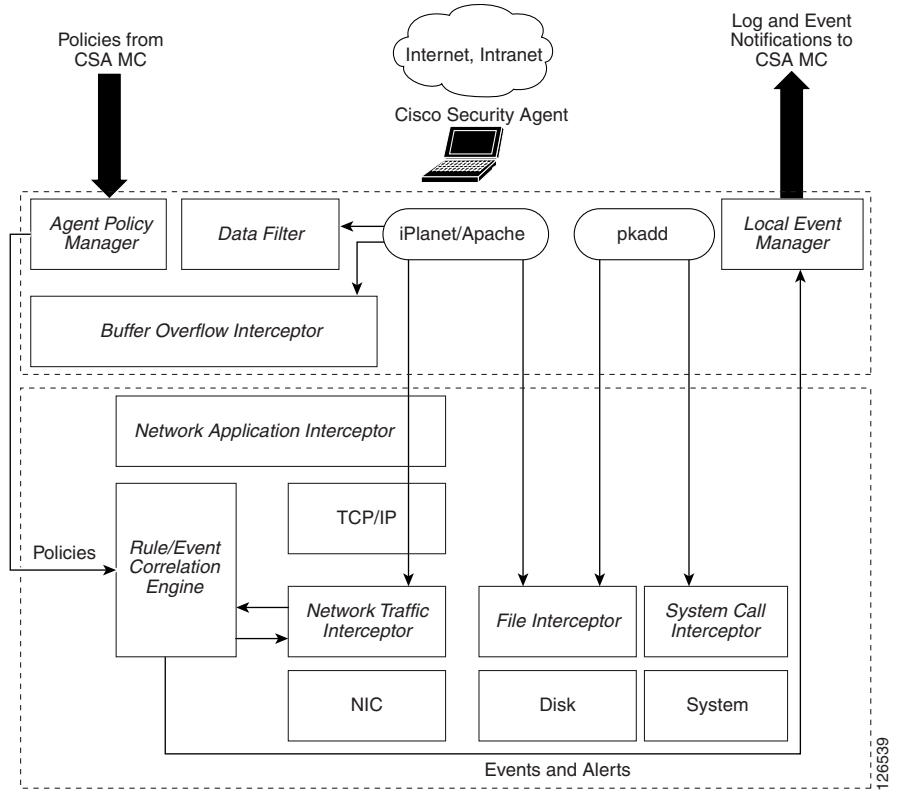 Policies from
CSA MC
Internet, Intranet
Log and Event
Notifications to
CSA MC
Cisco Security Agent
Agent Policy
Manager
Data Filter
iPlanet/Apache
pkadd
Local Event
Manager
Buffer Overflow Interceptor
Network Application Interceptor
TCP/IP
Policies
Rule/Event
Correlation
Engine
Network Traffic
Interceptor
File Interceptor
System Call
Interceptor
NIC
Disk
System
Events and Alerts
126539